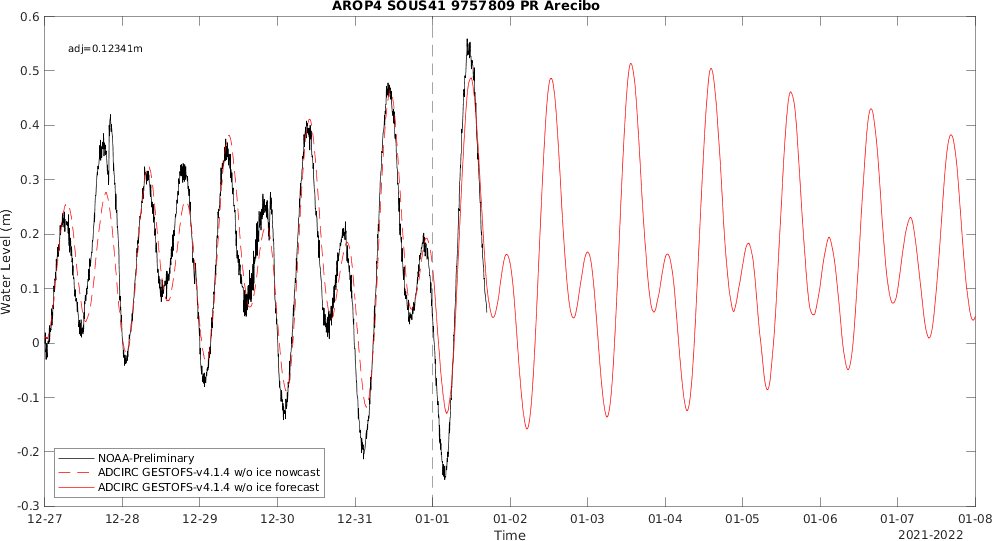 AROP4 SOUS41 9757809 PR Arecibo
adj=0.12341m
Water Level (m)
0.6
0.5
0.4
0.3
0.2
0.1
0
-0.1
-0.2
-0.3
NOAA-Preliminary
ADCIRC GESTOFS-v4.1.4 w/o ice nowcast
ADCIRC GESTOFS-v4.1.4 w/o ice forecast
12-27 12-28 12-29 12-30 12-31 01-01 01-02 01-03 01-04 01-05 01-06 01-07 01-08
Time
2021-2022